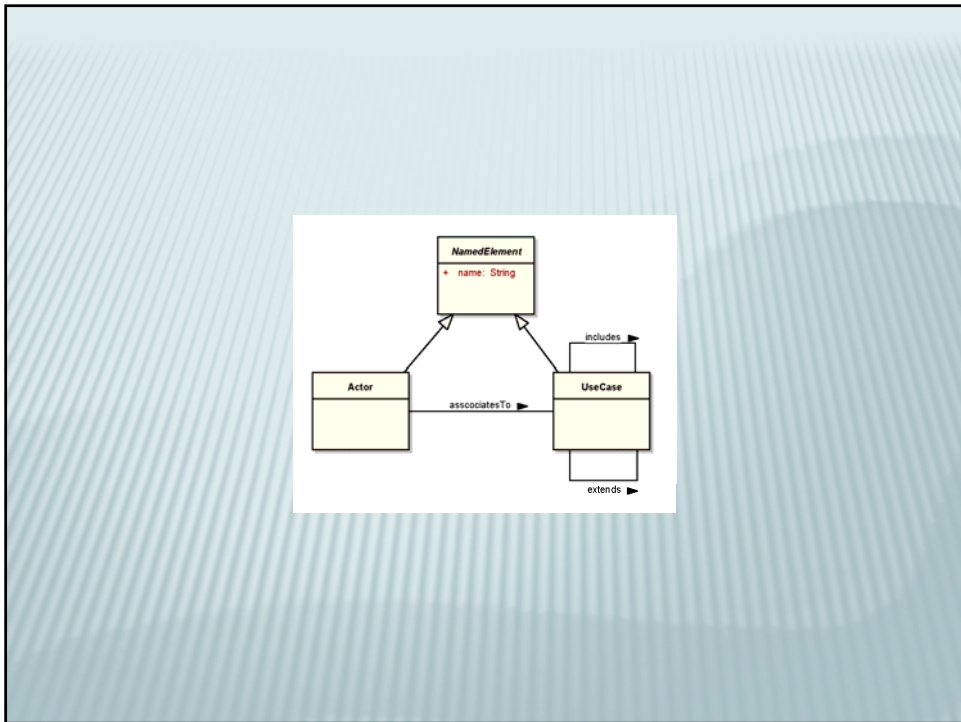 NamedElement
+ name: String
includes ►
Actor
UseCase
asscociatesTo ►
extends ►